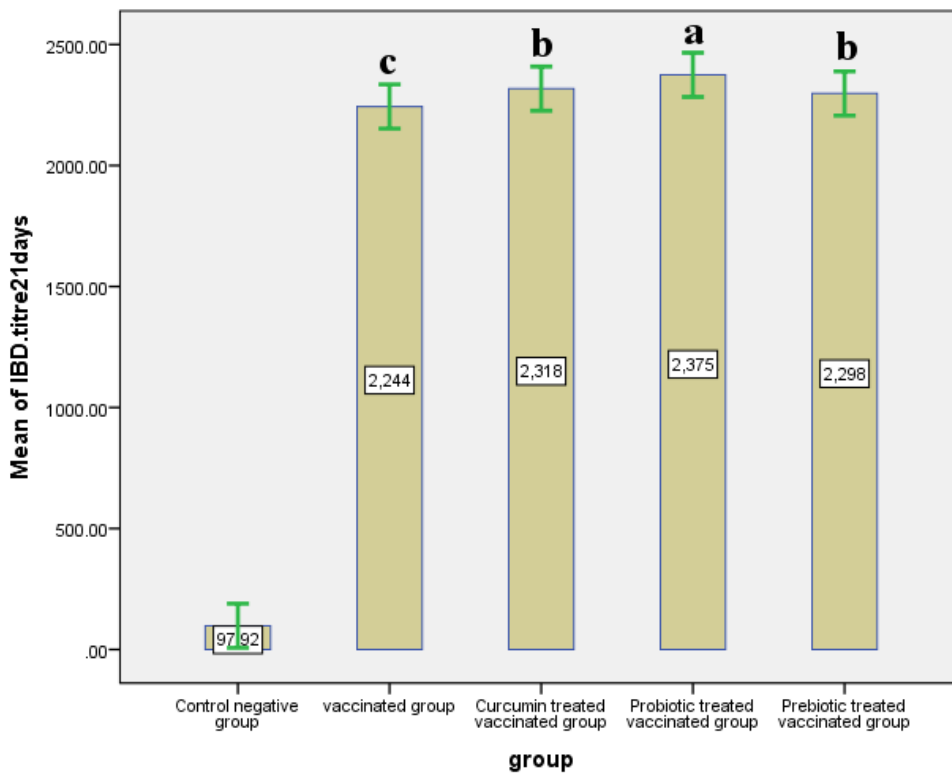 2500.00
2000.00
1500.00
1000.00
500.00
.00
Mean of IBD.titre21days
c
b
a
b
97.92
2,244
2,318
2,375
2,298
Control negative
group
vaccinated group
Curcumin treated
vaccinated group
Probiotic treated
vaccinated group
Prebiotic treated
vaccinated group
group